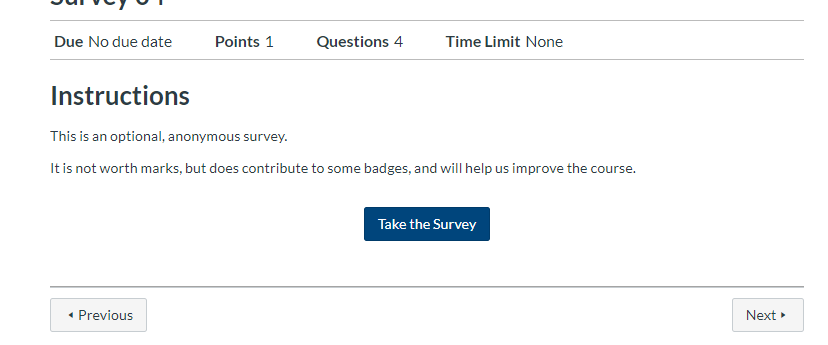 Due No due date Points 1 Questions 4 Time Limit None
Instructions
This is an optional, anonymous survey.
It is not worth marks, but does contribute to some badges, and will help us improve the course.
Take the Survey
Previous
Next